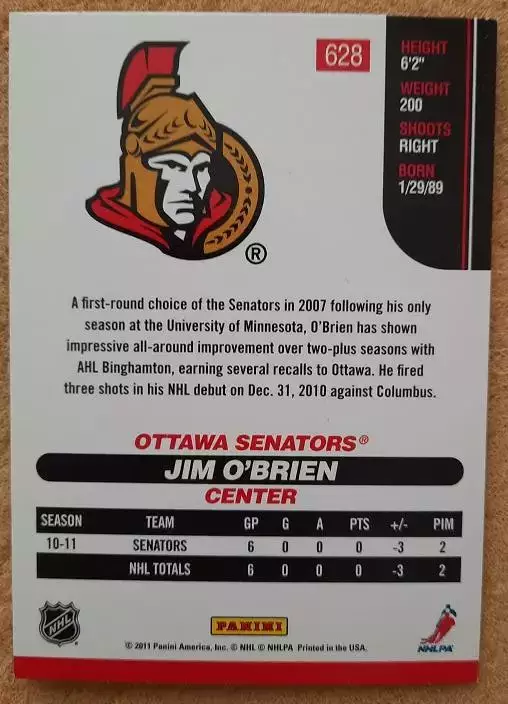 628
HEIGHT
6'2"
WEIGHT
200
SHOOTS
RIGHT
BORN
1/29/89
®
A first-round choice of the Senators in 2007 following his only
season at the University of Minnesota, O'Brien has shown
impressive all-around improvement over two-plus seasons with
AHL Binghamton, earning several recalls to Ottawa. He fired
three shots in his NHL debut on Dec. 31, 2010 against Columbus.
OTTAWA SENATORS®
JIM O'BRIEN
CENTER
SEASON TEAM GP G A PTS +/- PIM
10-11 SENATORS 6 0 0 0 -3 2
NHL TOTALS 6 0 0 0 -3 2
NHL
PANINI
NHLPA
© 2011 Panini America, Inc. © NHL © NHLPA Printed in the USA.